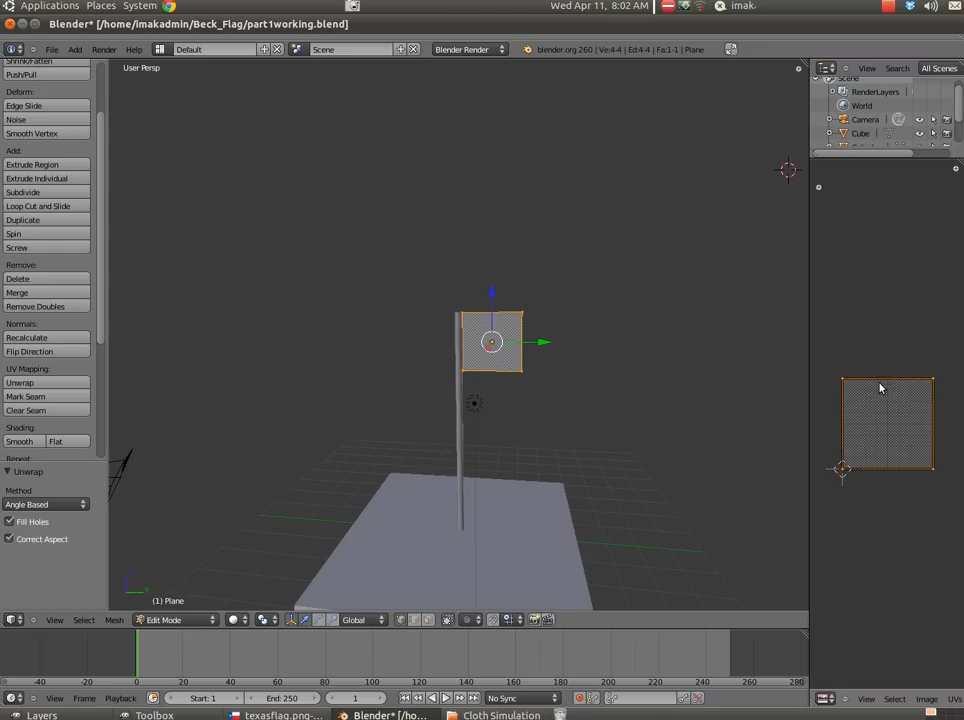 Applications Places System Wed Apr 11, 8:02 AM imak
Blender* [/home/imakadmin/Beck_Flag/part1working.blend]
File Add Render Help Default Scene Blender Render blender.org 260 | Ve:4-4 | Ed:4-4 | Fa:1-1 | Plane View Search All Scenes
User Persp
Shrink/Fatten
Push/Pull
Deform:
Edge Slide
Noise
Smooth Vertex
Add:
Extrude Region
Extrude Individual
Subdivide
Loop Cut and Slide
Duplicate
Spin
Screw
Remove:
Delete
Merge
Remove Doubles
Normals:
Recalculate
Flip Direction
UV Mapping:
Unwrap
Mark Seam
Clear Seam
Shading:
Smooth Flat
Repeat:
Unwrap
Method
Angle Based
Fill Holes
Correct Aspect
Scene
RenderLayers
World
Camera
Cube
(1) Plane
View Select Mesh Edit Mode Global
-40 -20 0 20 40 60 80 100 120 140 160 180 200 220 240 260 280
View Frame Playback Start: 1 End: 250 1 No Sync View Select Image UVs
Layers Toolbox texasflag.png-... Blender* [/ho... Cloth Simulation